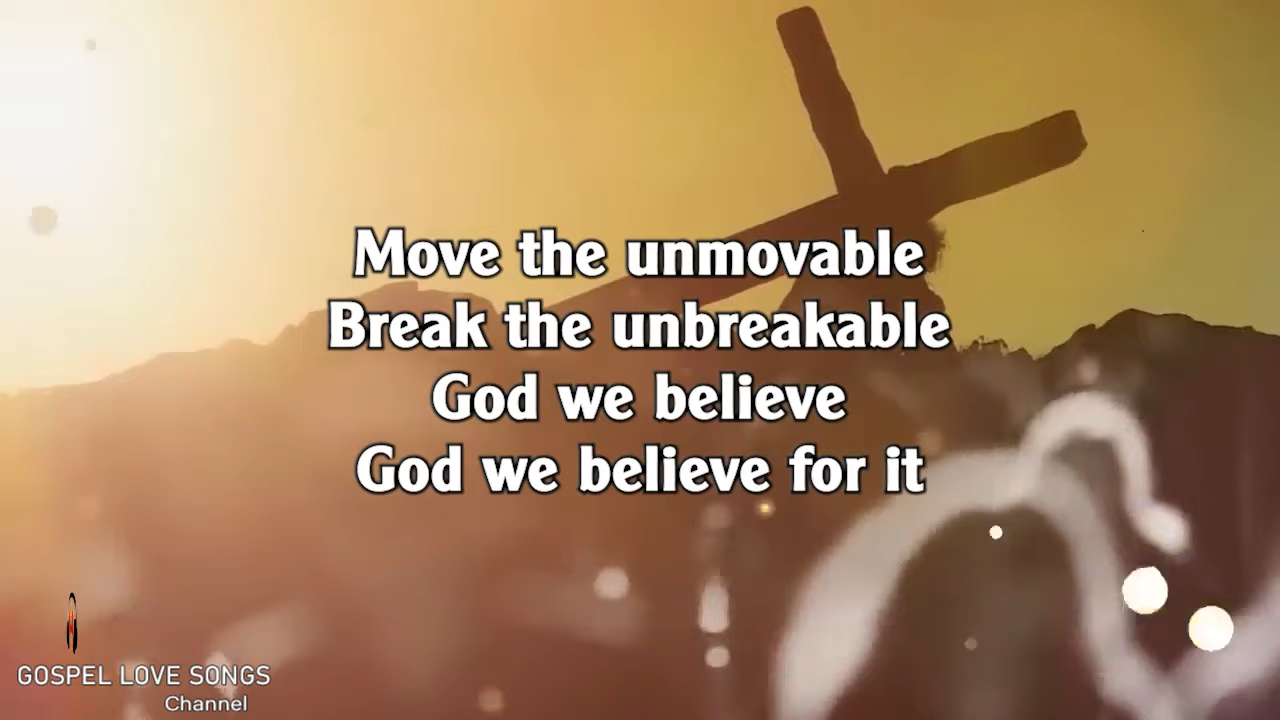 Move the unmovable
Break the unbreakable
God we believe
God we believe for it
GOSPEL LOVE SONGS
Channel